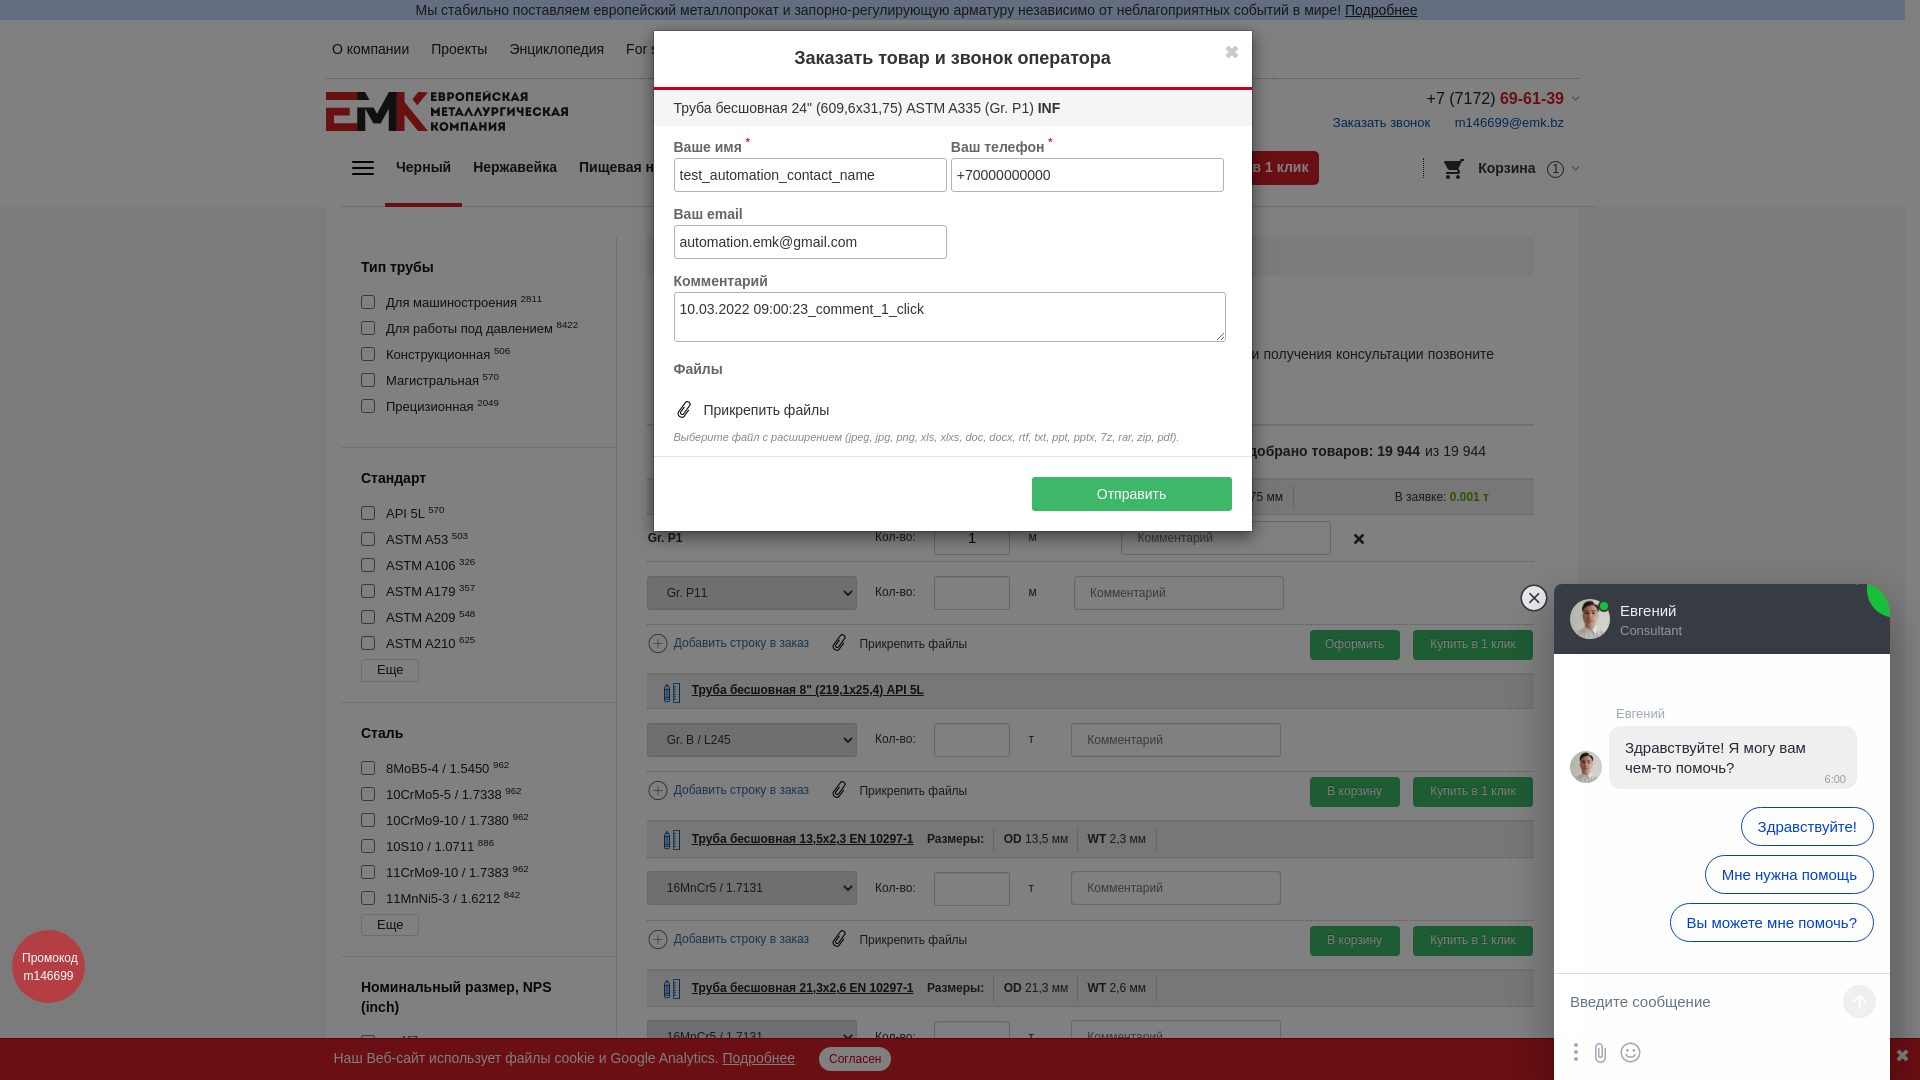 Мы стабильно поставляем европейский металлопрокат и запорно-регулирующую арматуру независимо от неблагоприятных событий в мире! Подробнее
О компании Проекты Энциклопедия For
ЕВРОПЕЙСКАЯ
МЕТАЛЛУРГИЧЕСКАЯ
КОМПАНИЯ
ЕМК
+7 (7172) 69-61-39
Заказать звонок m146699@emk.bz
Черный Нержавейка Пищевая в 1 клик Корзина 1
Заказать товар и звонок оператора
Труба бесшовная 24" (609,6x31,75) ASTM A335 (Gr. P1) INF
Ваше имя * Ваш телефон *
test_automation_contact_name +70000000000
Ваш email
automation.emk@gmail.com
Комментарий
10.03.2022 09:00:23_comment_1_click
Файлы
Прикрепить файлы
Выберите файл с расширением (jpeg, jpg, png, xls, xlxs, doc, docx, rtf, txt, ppt, pptx, 7z, rar, zip, pdf).
Отправить
Тип трубы
Для машиностроения 2811
Для работы под давлением 8422
Конструкционная 506
Магистральная 570
Прецизионная 2049
Стандарт
API 5L 570
ASTM A53 503
ASTM A106 326
ASTM A179 357
ASTM A209 548
ASTM A210 625
Еще
Сталь
8MoB5-4 / 1.5450 962
10CrMo5-5 / 1.7338 962
10CrMo9-10 / 1.7380 962
10S10 / 1.0711 886
11CrMo9-10 / 1.7383 962
11MnNi5-3 / 1.6212 842
Еще
Номинальный размер, NPS
(inch)
и получения консультации позвоните
добрано товаров: 19 944 из 19 944
75 мм В заявке: 0.001 т
Gr. P1 Кол-во: 1 м Комментарий
Gr. P11 Кол-во: м Комментарий
Добавить строку в заказ Прикрепить файлы Оформить Купить в 1 клик
Труба бесшовная 8" (219,1x25,4) API 5L
Gr. B / L245 Кол-во: т Комментарий
Добавить строку в заказ Прикрепить файлы В корзину Купить в 1 клик
Труба бесшовная 13,5x2,3 EN 10297-1 Размеры: OD 13,5 мм WT 2,3 мм
16MnCr5 / 1.7131 Кол-во: т Комментарий
Добавить строку в заказ Прикрепить файлы В корзину Купить в 1 клик
Труба бесшовная 21,3x2,6 EN 10297-1 Размеры: OD 21,3 мм WT 2,6 мм
16MnCr5 / 1.7131 Кол-во: т Комментарий
Промокод
m146699
Наш Веб-сайт использует файлы cookie и Google Analytics. Подробнее Согласен
Евгений
Consultant
Евгений
Здравствуйте! Я могу вам
чем-то помочь?
6:00
Здравствуйте!
Мне нужна помощь
Вы можете мне помочь?
Введите сообщение